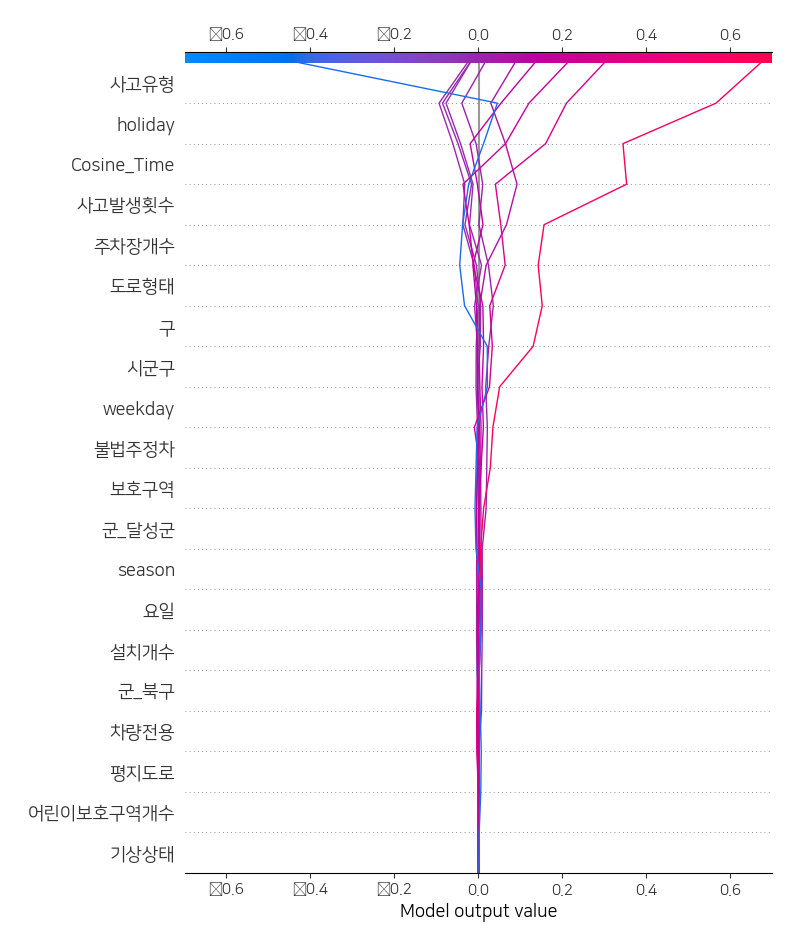 ☒0.6 ☒0.4 ☒0.2 0.0 0.2 0.4 0.6
사고유형
holiday
Cosine_Time
사고발생횟수
주차장개수
도로형태
구
시군구
weekday
불법주정차
보호구역
군_달성군
season
요일
설치개수
군_북구
차량전용
평지도로
어린이보호구역개수
기상상태
☒0.6 ☒0.4 ☒0.2 0.0 0.2 0.4 0.6
Model output value